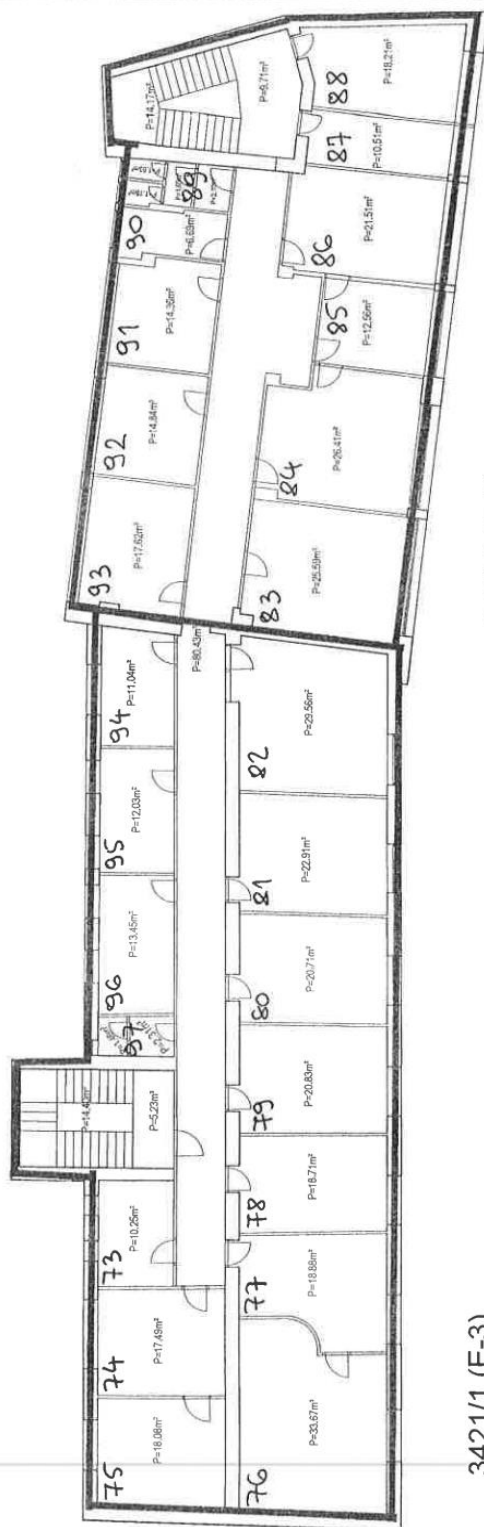 P=14.17m²
P=9.71m²
88
P=18.21m²
87
P=10.51m²
89
90
P=6.69m²
86
P=21.51m²
91
P=14.36m²
85
P=12.56m²
92
P=14.84m²
84
P=26.41m²
93
P=17.62m²
83
P=25.59m²
P=80.43m²
94
P=11.04m²
82
P=29.56m²
95
P=12.03m²
81
P=22.91m²
96
P=13.45m²
80
P=20.71m²
97
P=2.31m²
P=14.40m²
P=5.23m²
79
P=20.83m²
78
P=18.71m²
73
P=10.25m²
77
P=18.88m²
74
P=17.49m²
75
P=18.08m²
76
P=33.67m²
3421/1 (E-3)